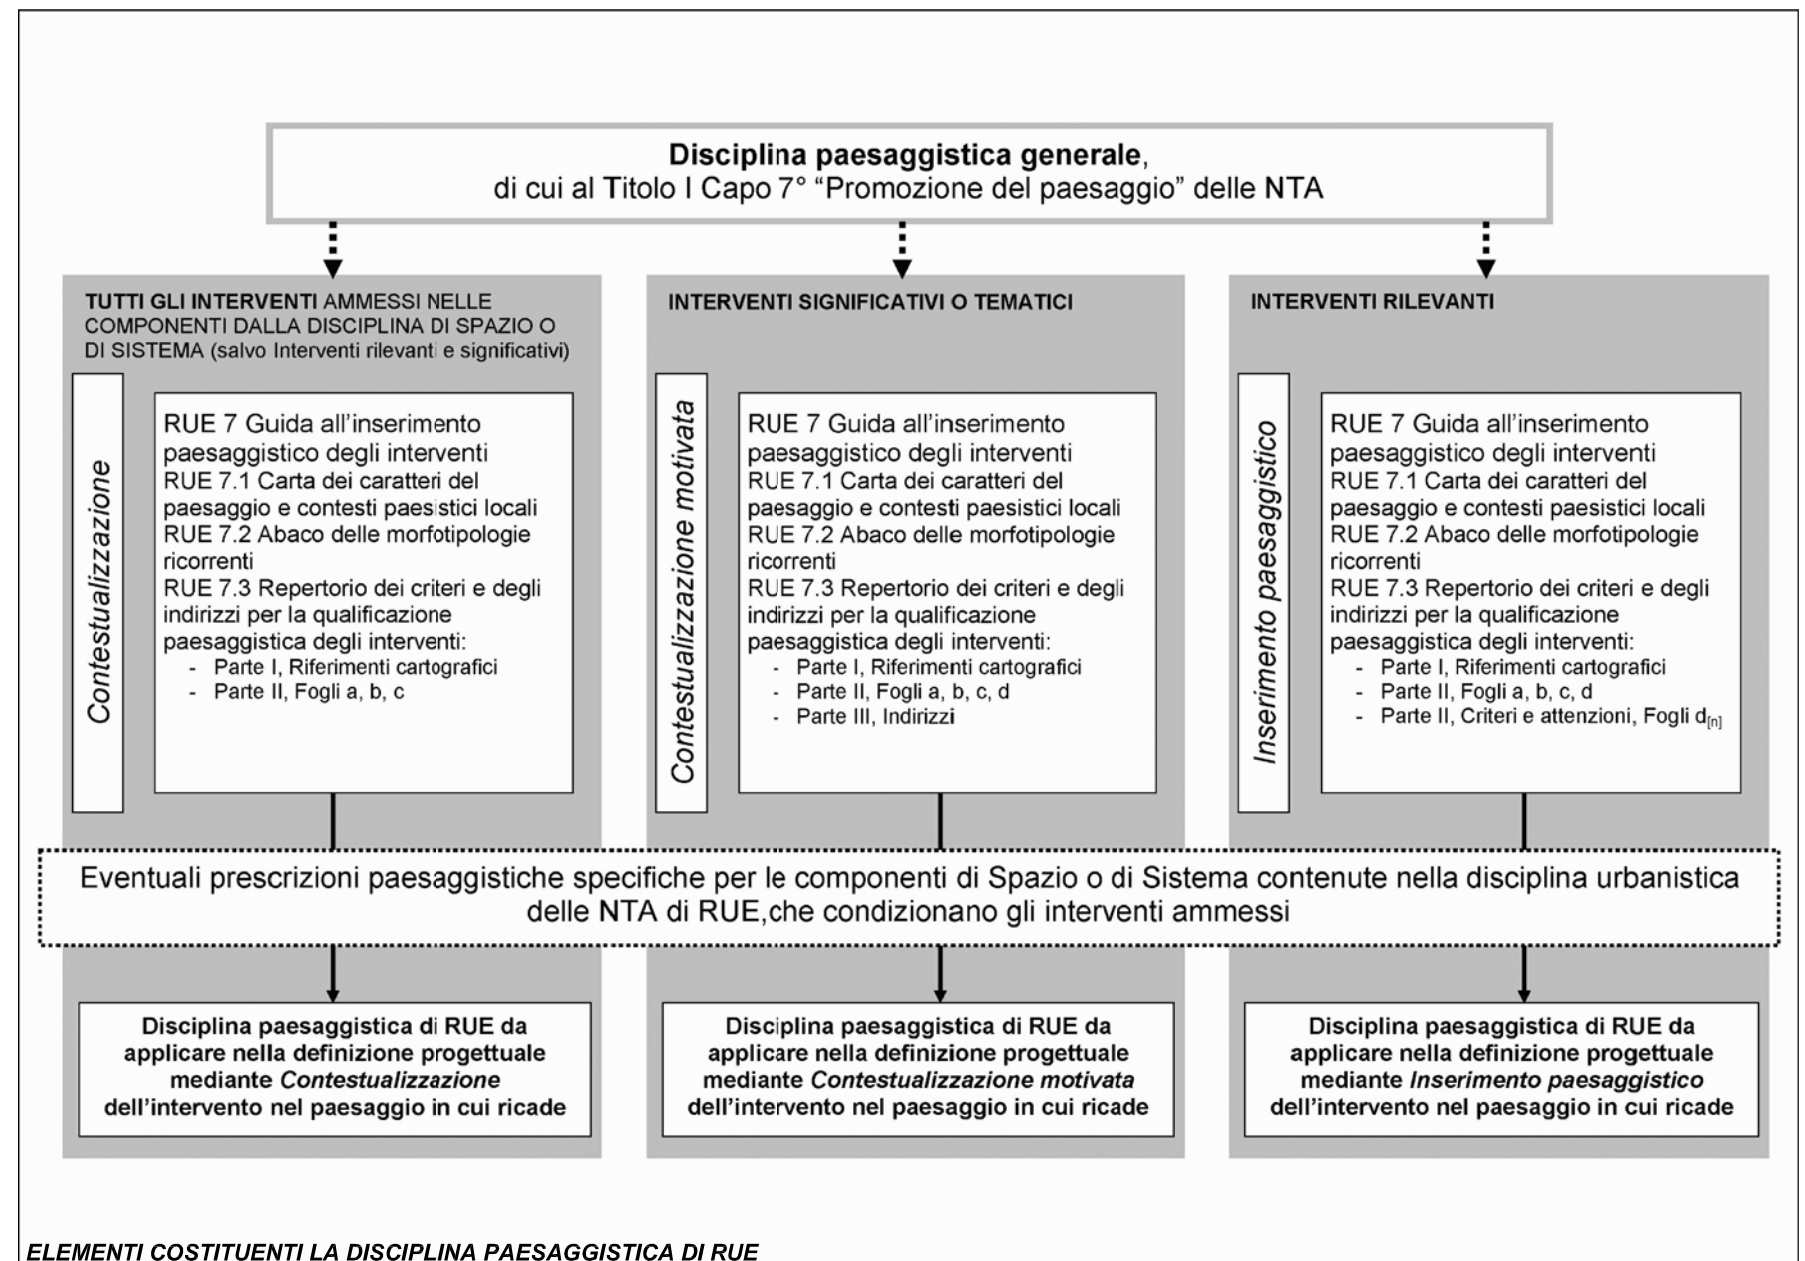 Disciplina paesaggistica generale,
di cui al Titolo I Capo 7° “Promozione del paesaggio” delle NTA
TUTTI GLI INTERVENTI AMMESSI NELLE
COMPONENTI DALLA DISCIPLINA DI SPAZIO O
DI SISTEMA (salvo Interventi rilevanti e significativi)
Contestualizzazione
RUE 7 Guida all’inserimento
paesaggistico degli interventi
RUE 7.1 Carta dei caratteri del
paesaggio e contesti paesistici locali
RUE 7.2 Abaco delle morfotipologie
ricorrenti
RUE 7.3 Repertorio dei criteri e degli
indirizzi per la qualificazione
paesaggistica degli interventi:
- Parte I, Riferimenti cartografici
- Parte II, Fogli a, b, c
INTERVENTI SIGNIFICATIVI O TEMATICI
Contestualizzazione motivata
RUE 7 Guida all’inserimento
paesaggistico degli interventi
RUE 7.1 Carta dei caratteri del
paesaggio e contesti paesistici locali
RUE 7.2 Abaco delle morfotipologie
ricorrenti
RUE 7.3 Repertorio dei criteri e degli
indirizzi per la qualificazione
paesaggistica degli interventi:
- Parte I, Riferimenti cartografici
- Parte II, Fogli a, b, c, d
- Parte III, Indirizzi
INTERVENTI RILEVANTI
Inserimento paesaggistico
RUE 7 Guida all’inserimento
paesaggistico degli interventi
RUE 7.1 Carta dei caratteri del
paesaggio e contesti paesistici locali
RUE 7.2 Abaco delle morfotipologie
ricorrenti
RUE 7.3 Repertorio dei criteri e degli
indirizzi per la qualificazione
paesaggistica degli interventi:
- Parte I, Riferimenti cartografici
- Parte II, Fogli a, b, c, d
- Parte II, Criteri e attenzioni, Fogli d[n]
Eventuali prescrizioni paesaggistiche specifiche per le componenti di Spazio o di Sistema contenute nella disciplina urbanistica
delle NTA di RUE,che condizionano gli interventi ammessi
Disciplina paesaggistica di RUE da
applicare nella definizione progettuale
mediante Contestualizzazione
dell’intervento nel paesaggio in cui ricade
Disciplina paesaggistica di RUE da
applicare nella definizione progettuale
mediante Contestualizzazione motivata
dell’intervento nel paesaggio in cui ricade
Disciplina paesaggistica di RUE da
applicare nella definizione progettuale
mediante Inserimento paesaggistico
dell’intervento nel paesaggio in cui ricade
ELEMENTI COSTITUENTI LA DISCIPLINA PAESAGGISTICA DI RUE